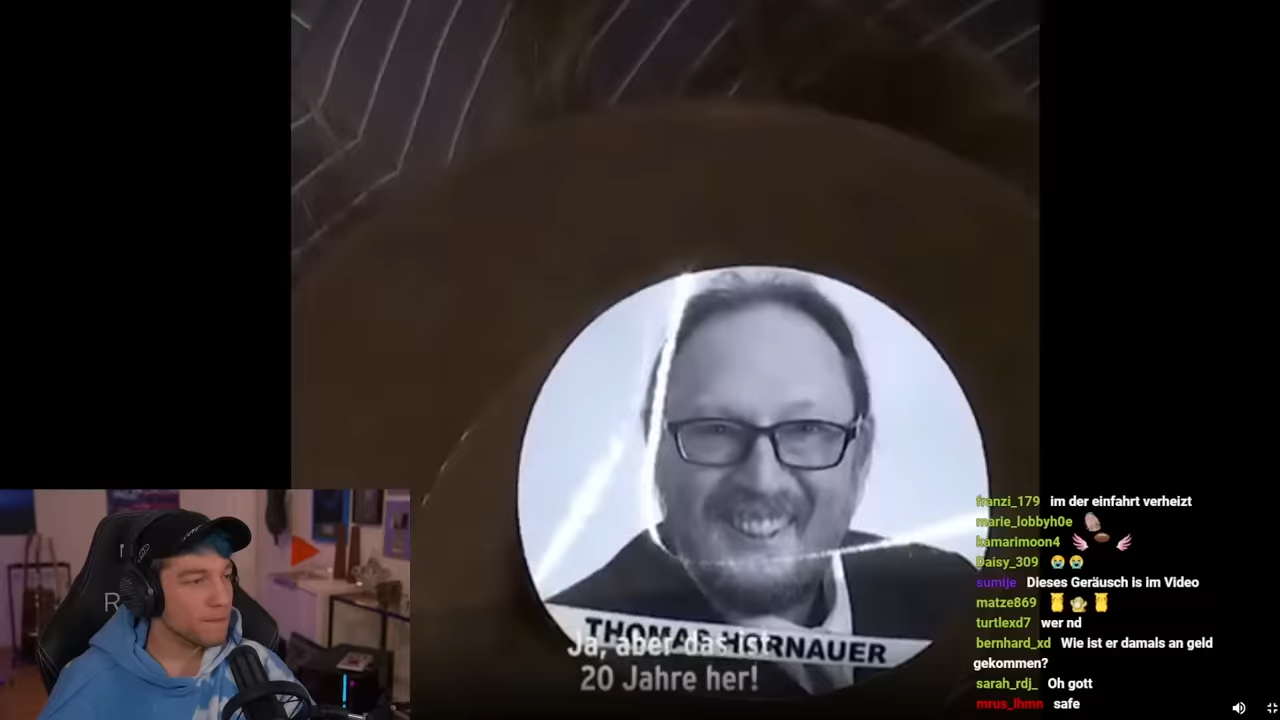 THOMAS HORNAUER
Ja, aber das ist
20 Jahre her!
R
franzi_179 im der einfahrt verheizt
marie_lobbyh0e
kamarimoon4
Daisy_309
sumije Dieses Geräusch is im Video
matze869
turtlexd7 wer nd
bernhard_xd Wie ist er damals an geld
gekommen?
sarah_rdj_ Oh gott
mrus_lhmn safe